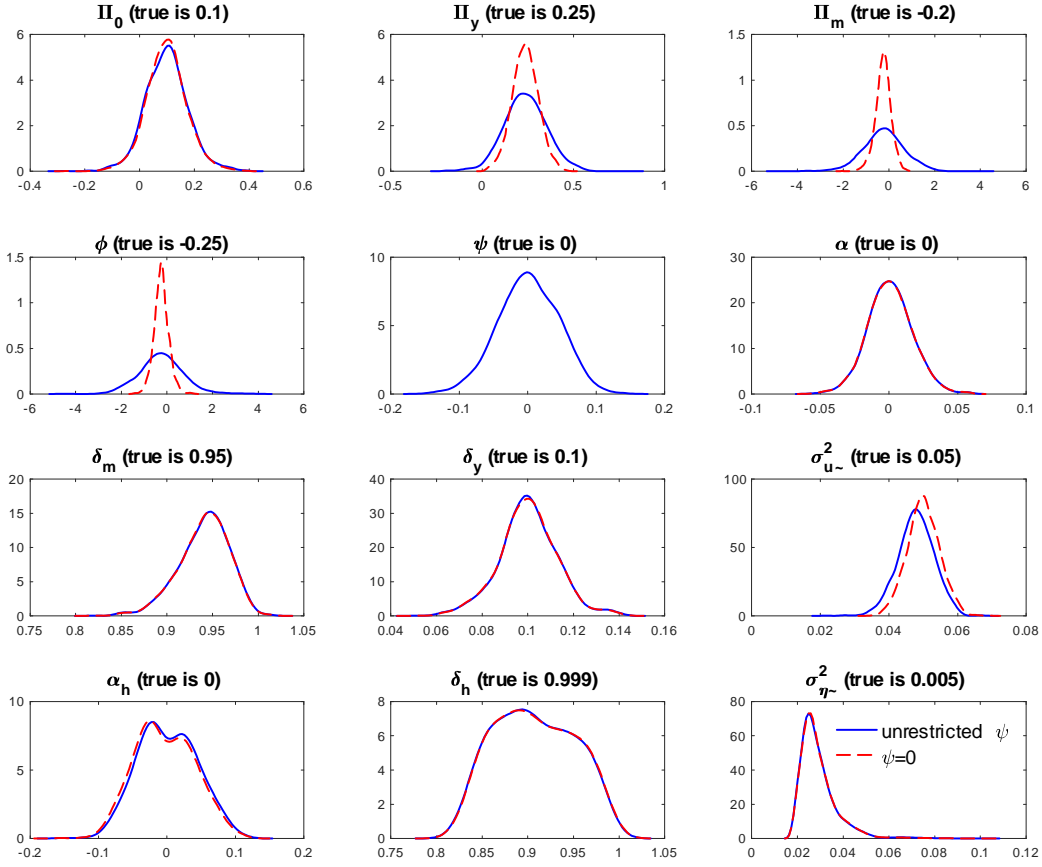 Π0 (true is 0.1)
6
4
2
0
-0.4 -0.2 0 0.2 0.4 0.6
Πy (true is 0.25)
8
6
4
2
0
-0.5 0 0.5 1
Πm (true is -0.2)
1.5
1
0.5
0
-6 -4 -2 0 2 4 6
ϕ (true is -0.25)
1.5
1
0.5
0
-6 -4 -2 0 2 4 6
ψ (true is 0)
10
5
0
-0.2 -0.1 0 0.1 0.2
α (true is 0)
30
20
10
0
-0.1 -0.05 0 0.05 0.1
δm (true is 0.95)
20
15
10
5
0
0.75 0.8 0.85 0.9 0.95 1 1.05
δy (true is 0.1)
40
30
20
10
0
0.04 0.06 0.08 0.1 0.12 0.14 0.16
σ²u~ (true is 0.05)
100
50
0
0 0.02 0.04 0.06 0.08
αh (true is 0)
10
5
0
-0.2 -0.1 0 0.1 0.2
δh (true is 0.999)
10
5
0
0.75 0.8 0.85 0.9 0.95 1 1.05
σ²η~ (true is 0.005)
80
60
40
20
0
0 0.02 0.04 0.06 0.08 0.1 0.12
unrestricted ψ
ψ=0